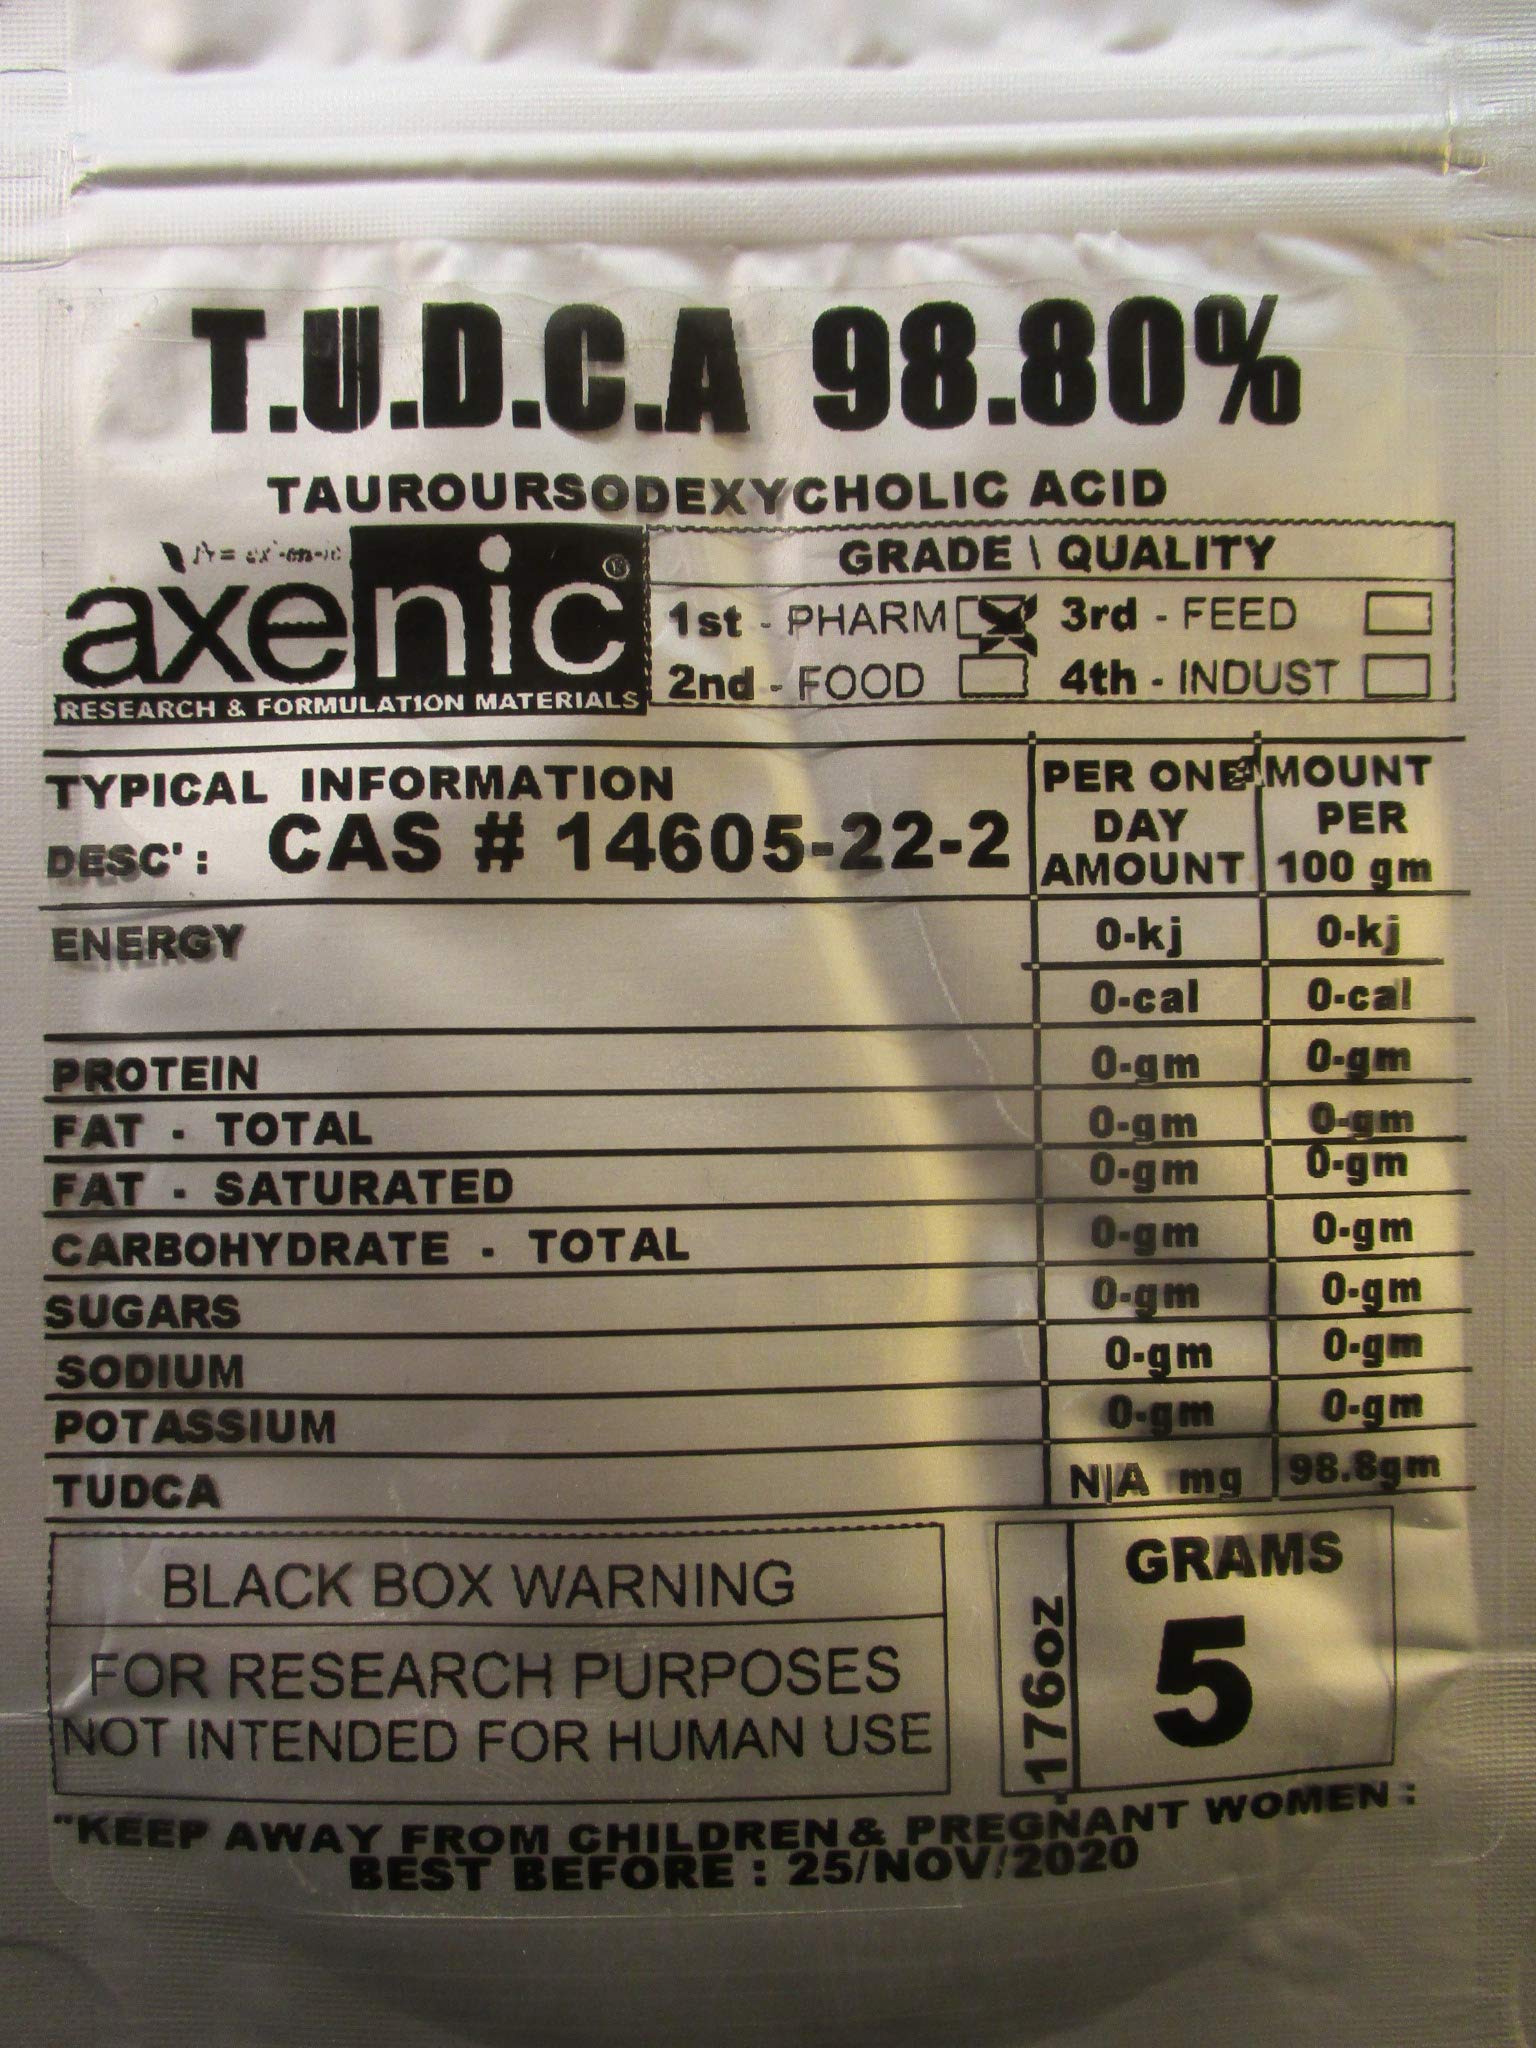 T.U.D.C.A 98.80%
TAUROURSODEXYCHOLIC ACID
axenic®
RESEARCH & FORMULATION MATERIALS
GRADE \ QUALITY
1st - PHARM 3rd - FEED
2nd - FOOD 4th - INDUST
TYPICAL INFORMATION
DESC' : CAS # 14605-22-2
PER ONE DAY AMOUNT
AMOUNT PER 100 gm
ENERGY 0-kj 0-kj
0-cal 0-cal
PROTEIN 0-gm 0-gm
FAT - TOTAL 0-gm 0-gm
FAT - SATURATED 0-gm 0-gm
CARBOHYDRATE - TOTAL 0-gm 0-gm
SUGARS 0-gm 0-gm
SODIUM 0-gm 0-gm
POTASSIUM 0-gm 0-gm
TUDCA N|A mg 98.8gm
BLACK BOX WARNING
FOR RESEARCH PURPOSES
NOT INTENDED FOR HUMAN USE
.176oz
GRAMS
5
"KEEP AWAY FROM CHILDREN & PREGNANT WOMEN :
BEST BEFORE : 25/NOV/2020